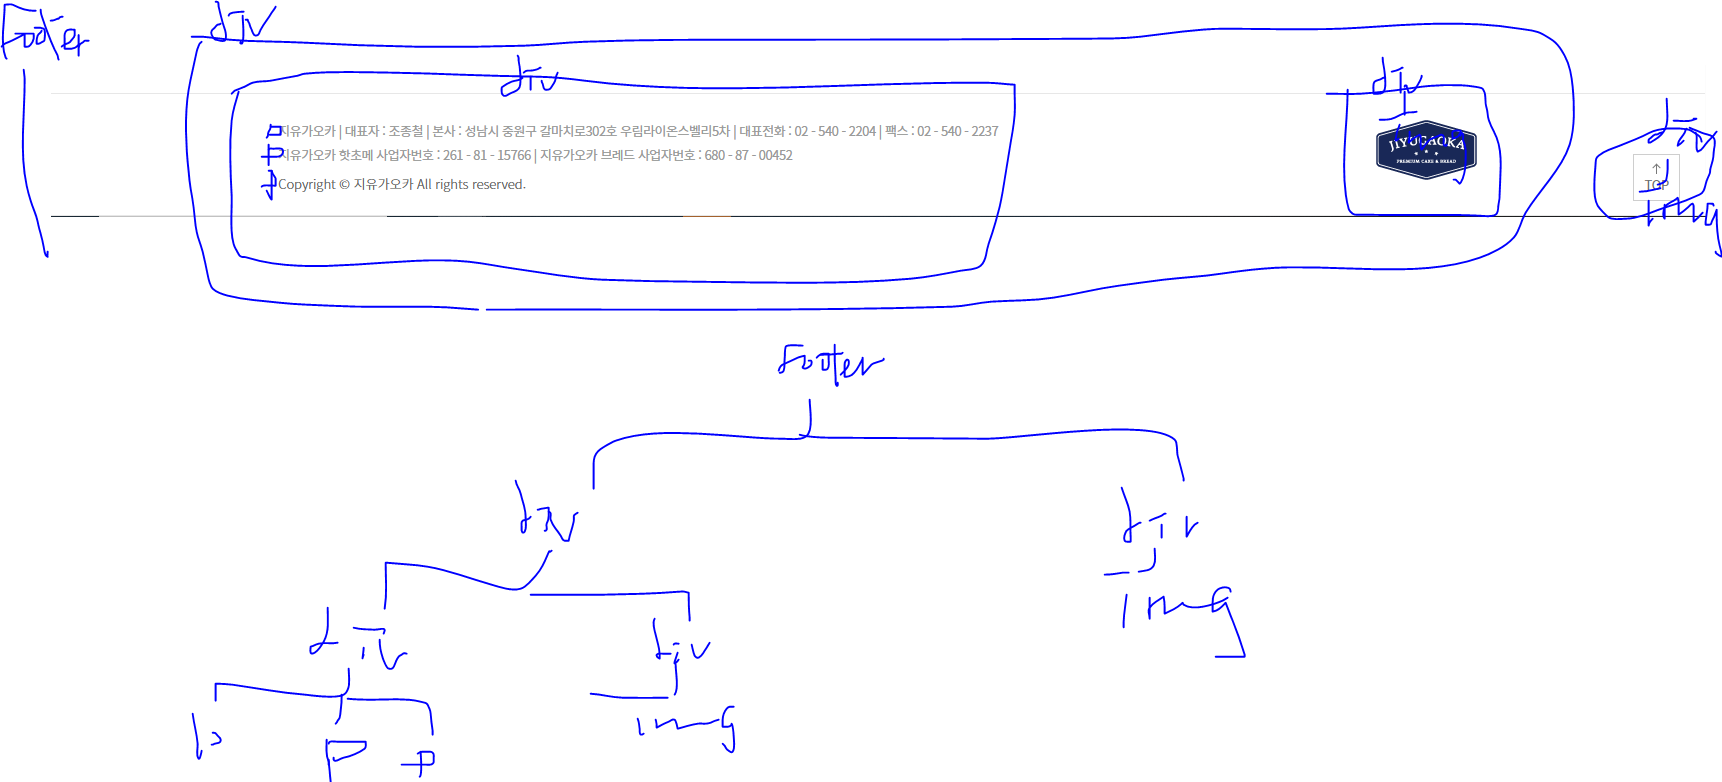 Footer
div
div
div
div
P지유가오카 | 대표자 : 조종철 | 본사 : 성남시 중원구 갈마치로302호 우림라이온스벨리5차 | 대표전화 : 02 - 540 - 2204 | 팩스 : 02 - 540 - 2237
P지유가오카 핫초메 사업자번호 : 261 - 81 - 15766 | 지유가오카 브레드 사업자번호 : 680 - 87 - 00452
P Copyright © 지유가오카 All rights reserved.
img
JIYUGAOKA
PREMIUM CAKE & BREAD
↑
TOP
img
Footer
div div
img
div div
P P P img